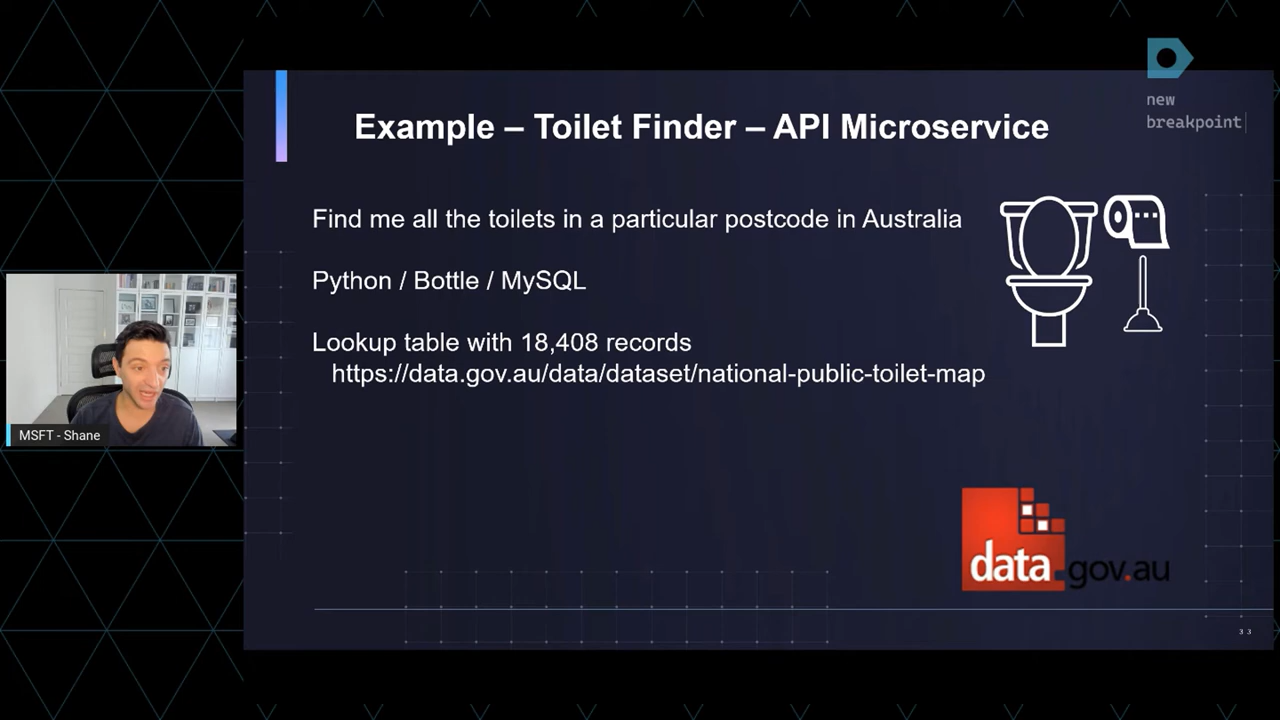 new
breakpoint
Example – Toilet Finder – API Microservice
Find me all the toilets in a particular postcode in Australia
Python / Bottle / MySQL
Lookup table with 18,408 records
https://data.gov.au/data/dataset/national-public-toilet-map
MSFT - Shane
data.gov.au
33